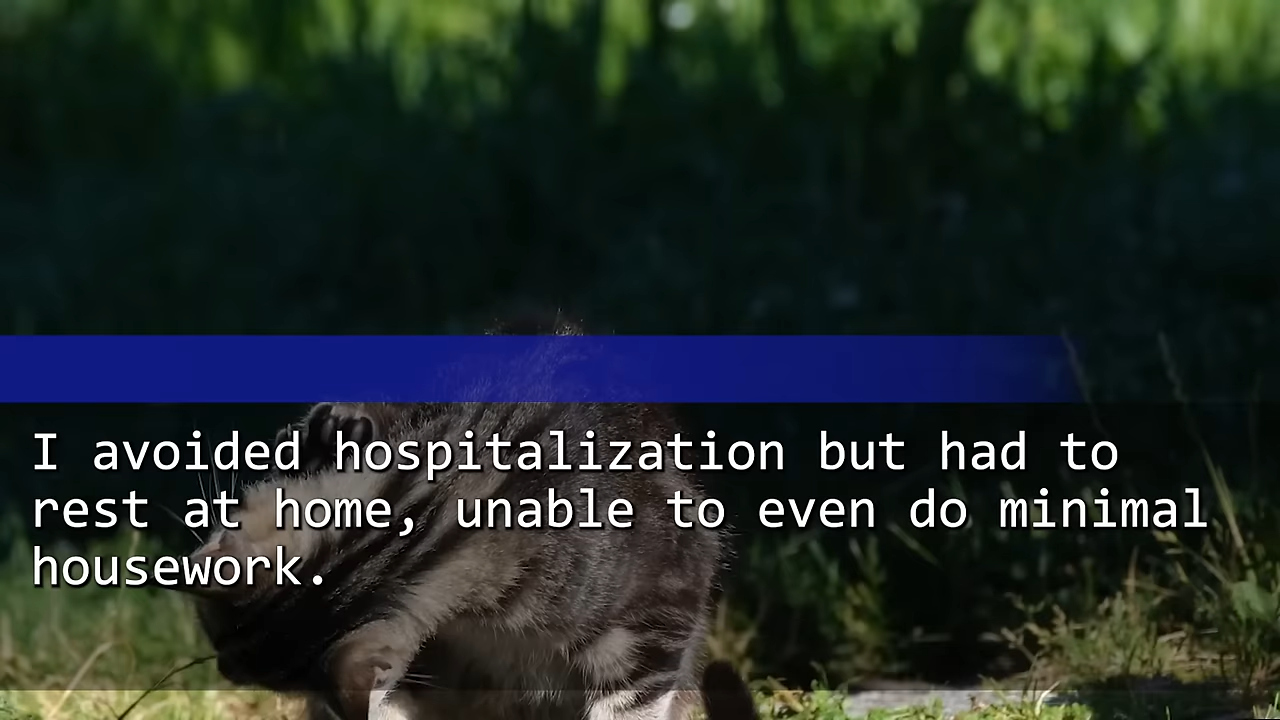 I avoided hospitalization but had to
rest at home, unable to even do minimal
housework.